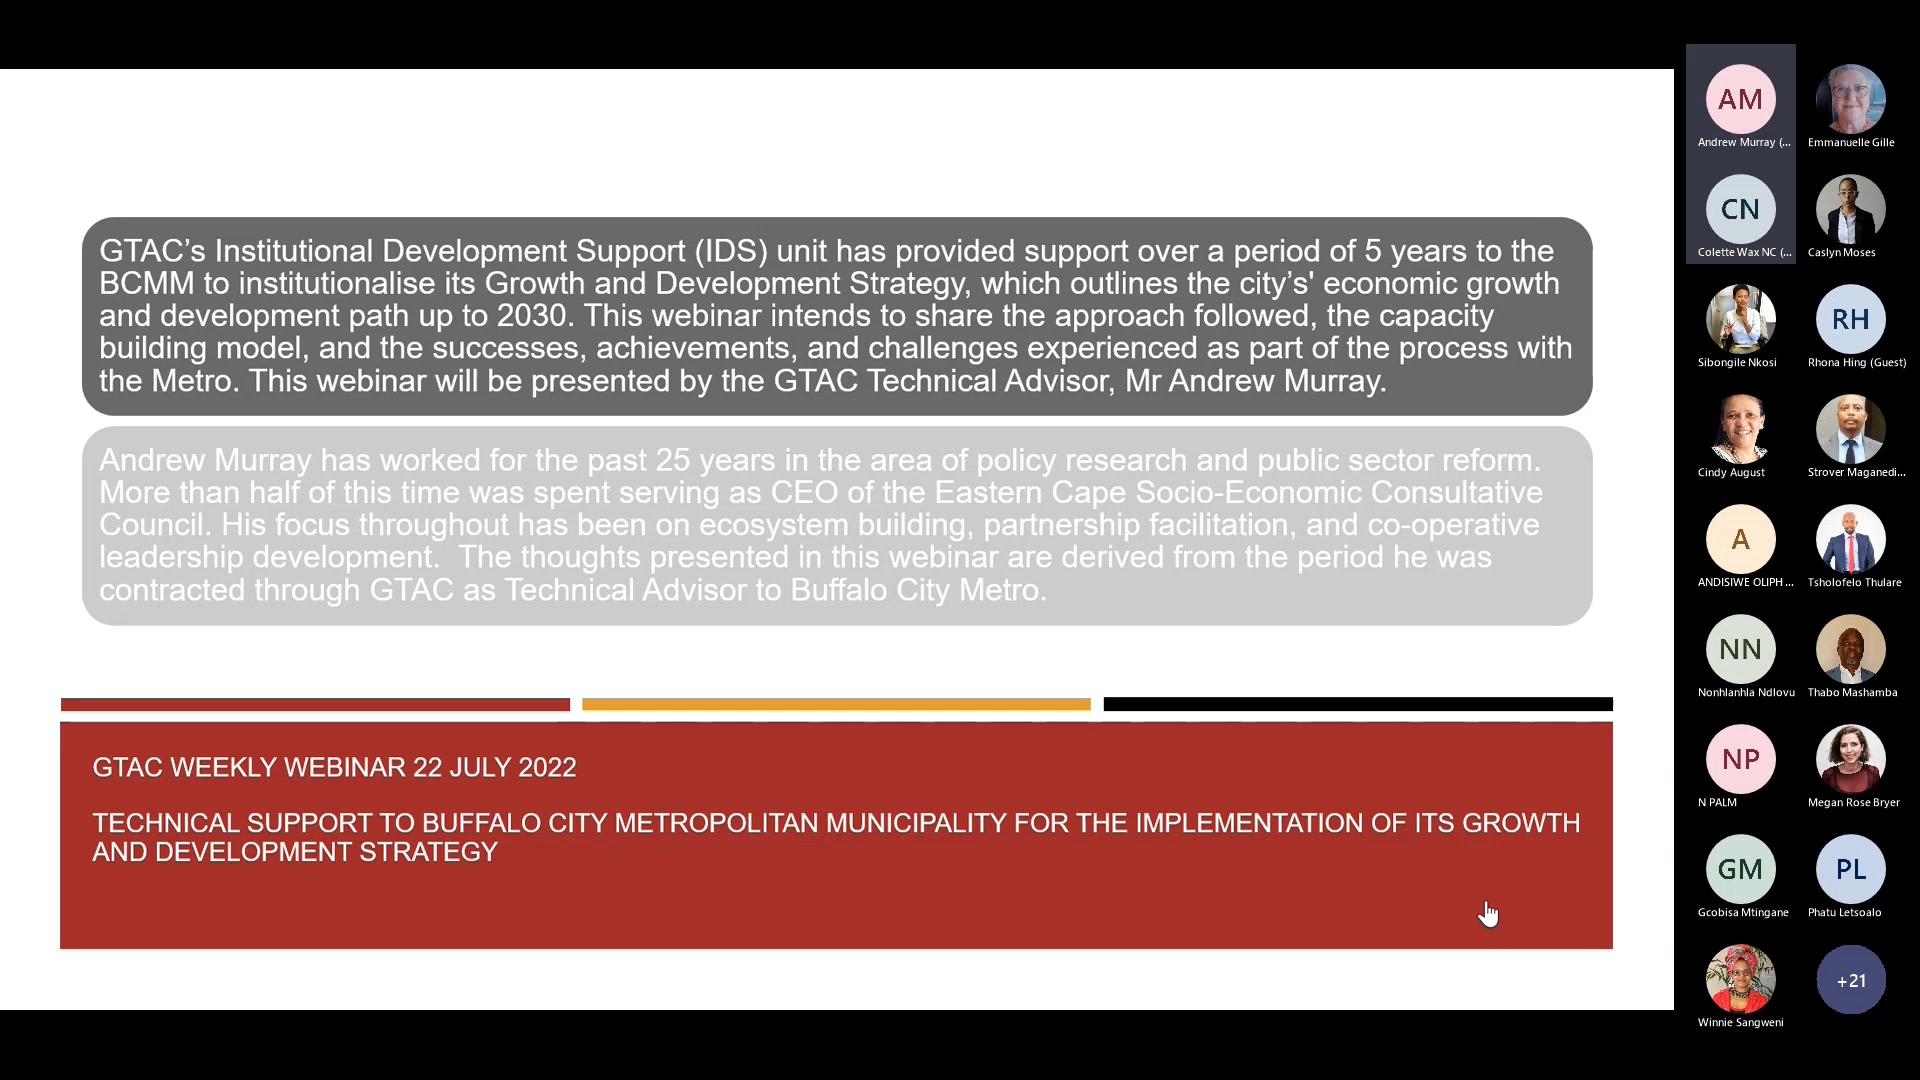 GTAC’s Institutional Development Support (IDS) unit has provided support over a period of 5 years to the
BCMM to institutionalise its Growth and Development Strategy, which outlines the city’s' economic growth
and development path up to 2030. This webinar intends to share the approach followed, the capacity
building model, and the successes, achievements, and challenges experienced as part of the process with
the Metro. This webinar will be presented by the GTAC Technical Advisor, Mr Andrew Murray.
Andrew Murray has worked for the past 25 years in the area of policy research and public sector reform.
More than half of this time was spent serving as CEO of the Eastern Cape Socio-Economic Consultative
Council. His focus throughout has been on ecosystem building, partnership facilitation, and co-operative
leadership development.  The thoughts presented in this webinar are derived from the period he was
contracted through GTAC as Technical Advisor to Buffalo City Metro.
GTAC WEEKLY WEBINAR 22 JULY 2022
TECHNICAL SUPPORT TO BUFFALO CITY METROPOLITAN MUNICIPALITY FOR THE IMPLEMENTATION OF ITS GROWTH
AND DEVELOPMENT STRATEGY
AM
Andrew Murray (...
Emmanuelle Gille
CN
Colette Wax NC (...
Caslyn Moses
Sibongile Nkosi
RH
Rhona Hing (Guest)
Cindy August
Strover Maganedi...
A
ANDISIWE OLIPH...
Tsholofelo Thulare
NN
Nonhlanhla Ndlovu
Thabo Mashamba
NP
N PALM
Megan Rose Bryer
GM
Gcobisa Mtingane
PL
Phatu Letsoalo
Winnie Sangweni
+21